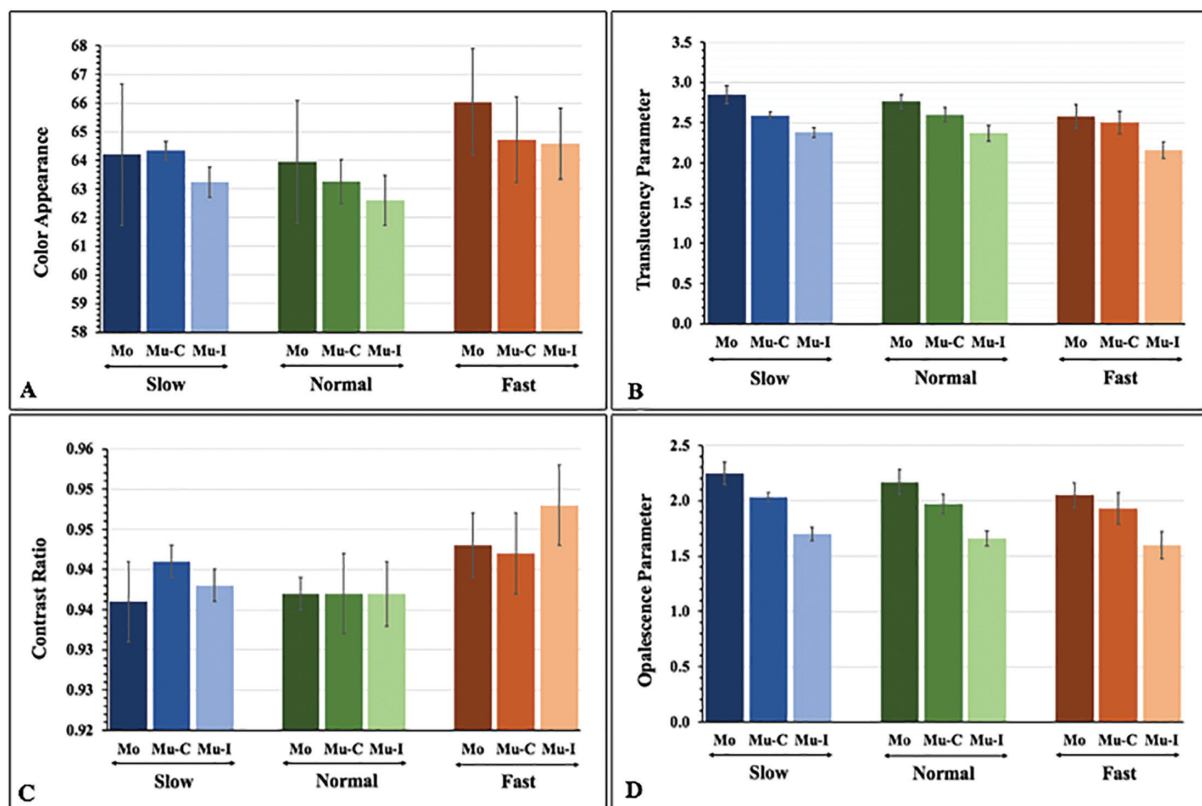 Color Appearance
68
67
66
65
64
63
62
61
60
59
58
Mo Mu-C Mu-I Mo Mu-C Mu-I Mo Mu-C Mu-I
Slow Normal Fast
A
Translucency Parameter
3.5
3.0
2.5
2.0
1.5
1.0
0.5
0.0
Mo Mu-C Mu-I Mo Mu-C Mu-I Mo Mu-C Mu-I
Slow Normal Fast
B
Contrast Ratio
0.96
0.95
0.95
0.94
0.94
0.93
0.93
0.92
Mo Mu-C Mu-I Mo Mu-C Mu-I Mo Mu-C Mu-I
Slow Normal Fast
C
Opalescence Parameter
2.5
2.0
1.5
1.0
0.5
0.0
Mo Mu-C Mu-I Mo Mu-C Mu-I Mo Mu-C Mu-I
Slow Normal Fast
D